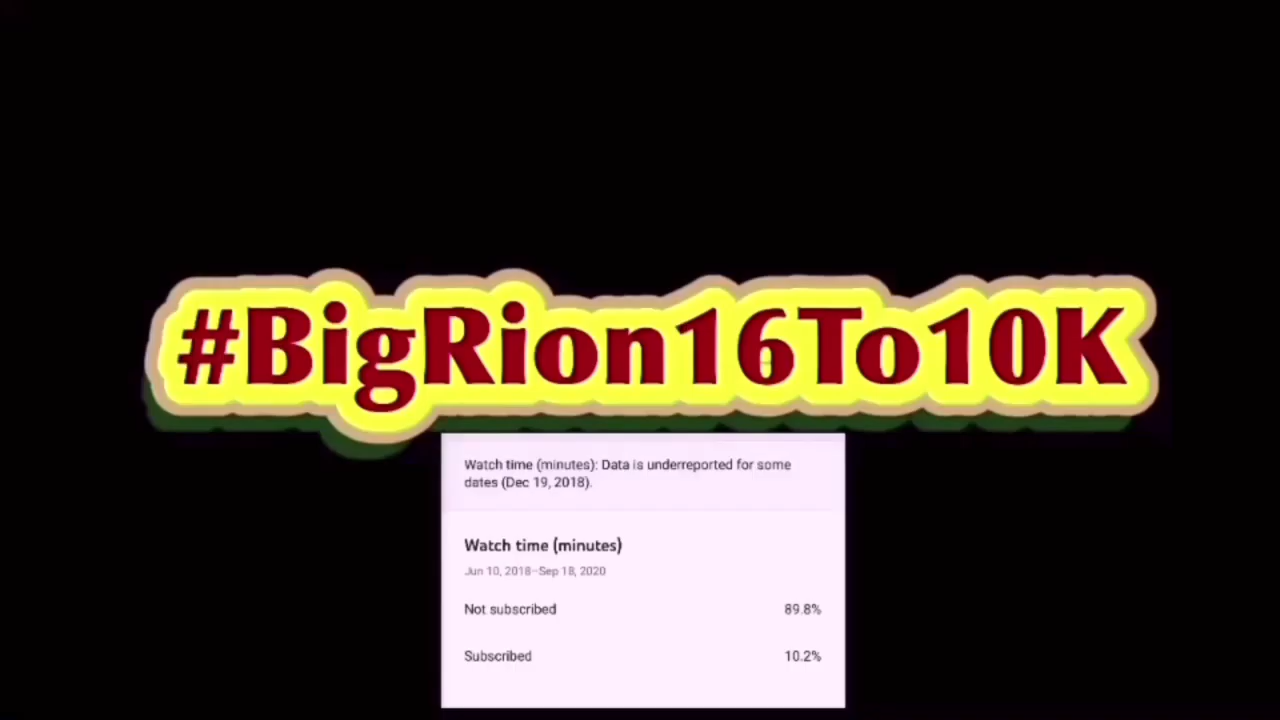 #BigRion16To10K
Watch time (minutes): Data is underreported for some
dates (Dec 19, 2018).
Watch time (minutes)
Jun 10, 2018–Sep 18, 2020
Not subscribed 89.8%
Subscribed 10.2%